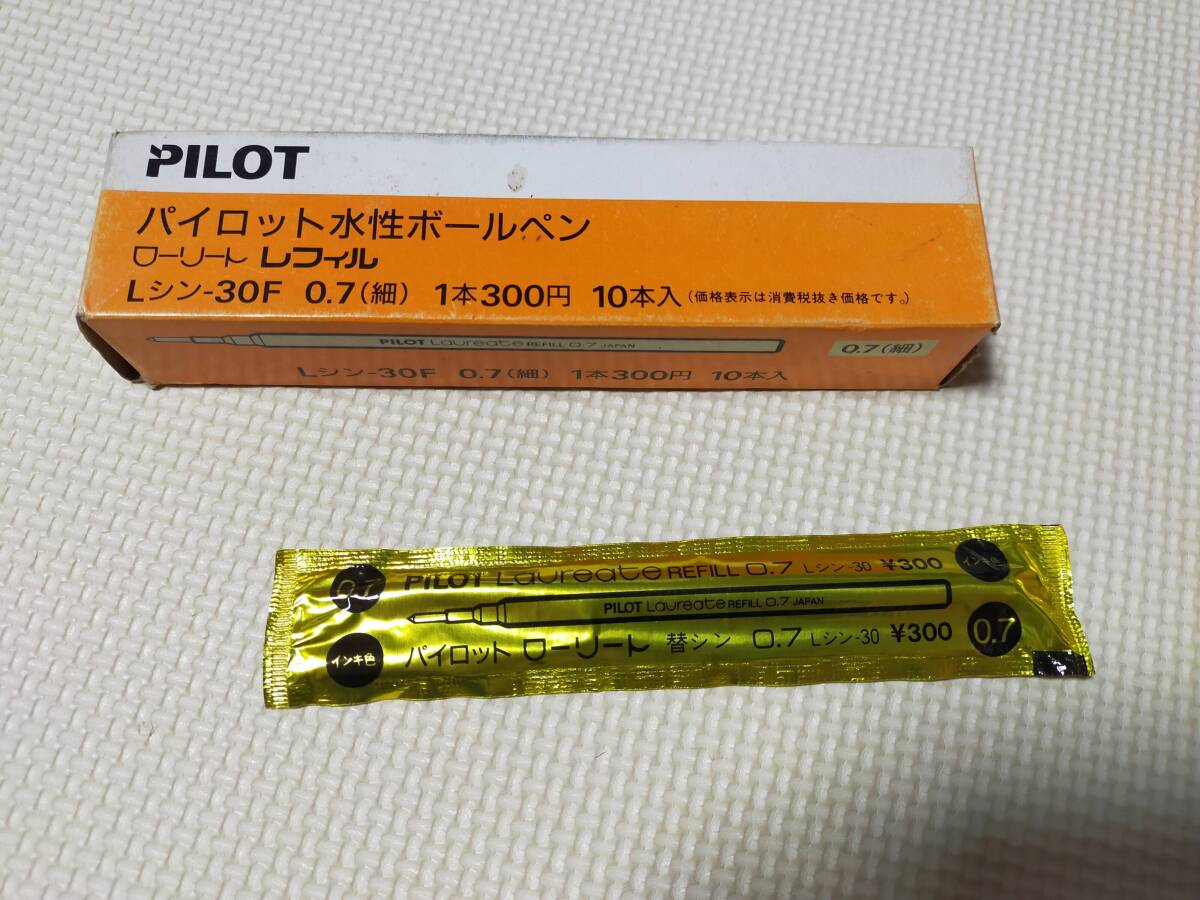 PILOT
パイロット水性ボールペン
ローリート レフィル
Lシン-30F 0.7(細) 1本300円 10本入 (価格表示は消費税抜き価格です。)
PILOT Laureate REFILL 0.7 JAPAN
0.7(細)
Lシン-30F 0.7(細) 1本300円 10本入
0.7 PILOT Laureate REFILL 0.7 Lシン-30 ¥300 インキ色
PILOT Laureate REFILL 0.7 JAPAN
インキ色 パイロット ローリート 替シン 0.7 Lシン-30 ¥300 0.7